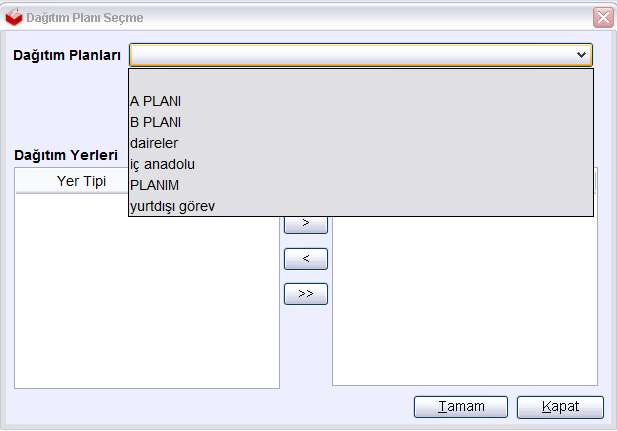 Dağıtım Planı Seçme
Dağıtım Planları
A PLANI
B PLANI
daireler
iç anadolu
PLANIM
yurtdışı görev
Dağıtım Yerleri
Yer Tipi
>
<
>>
Tamam
Kapat